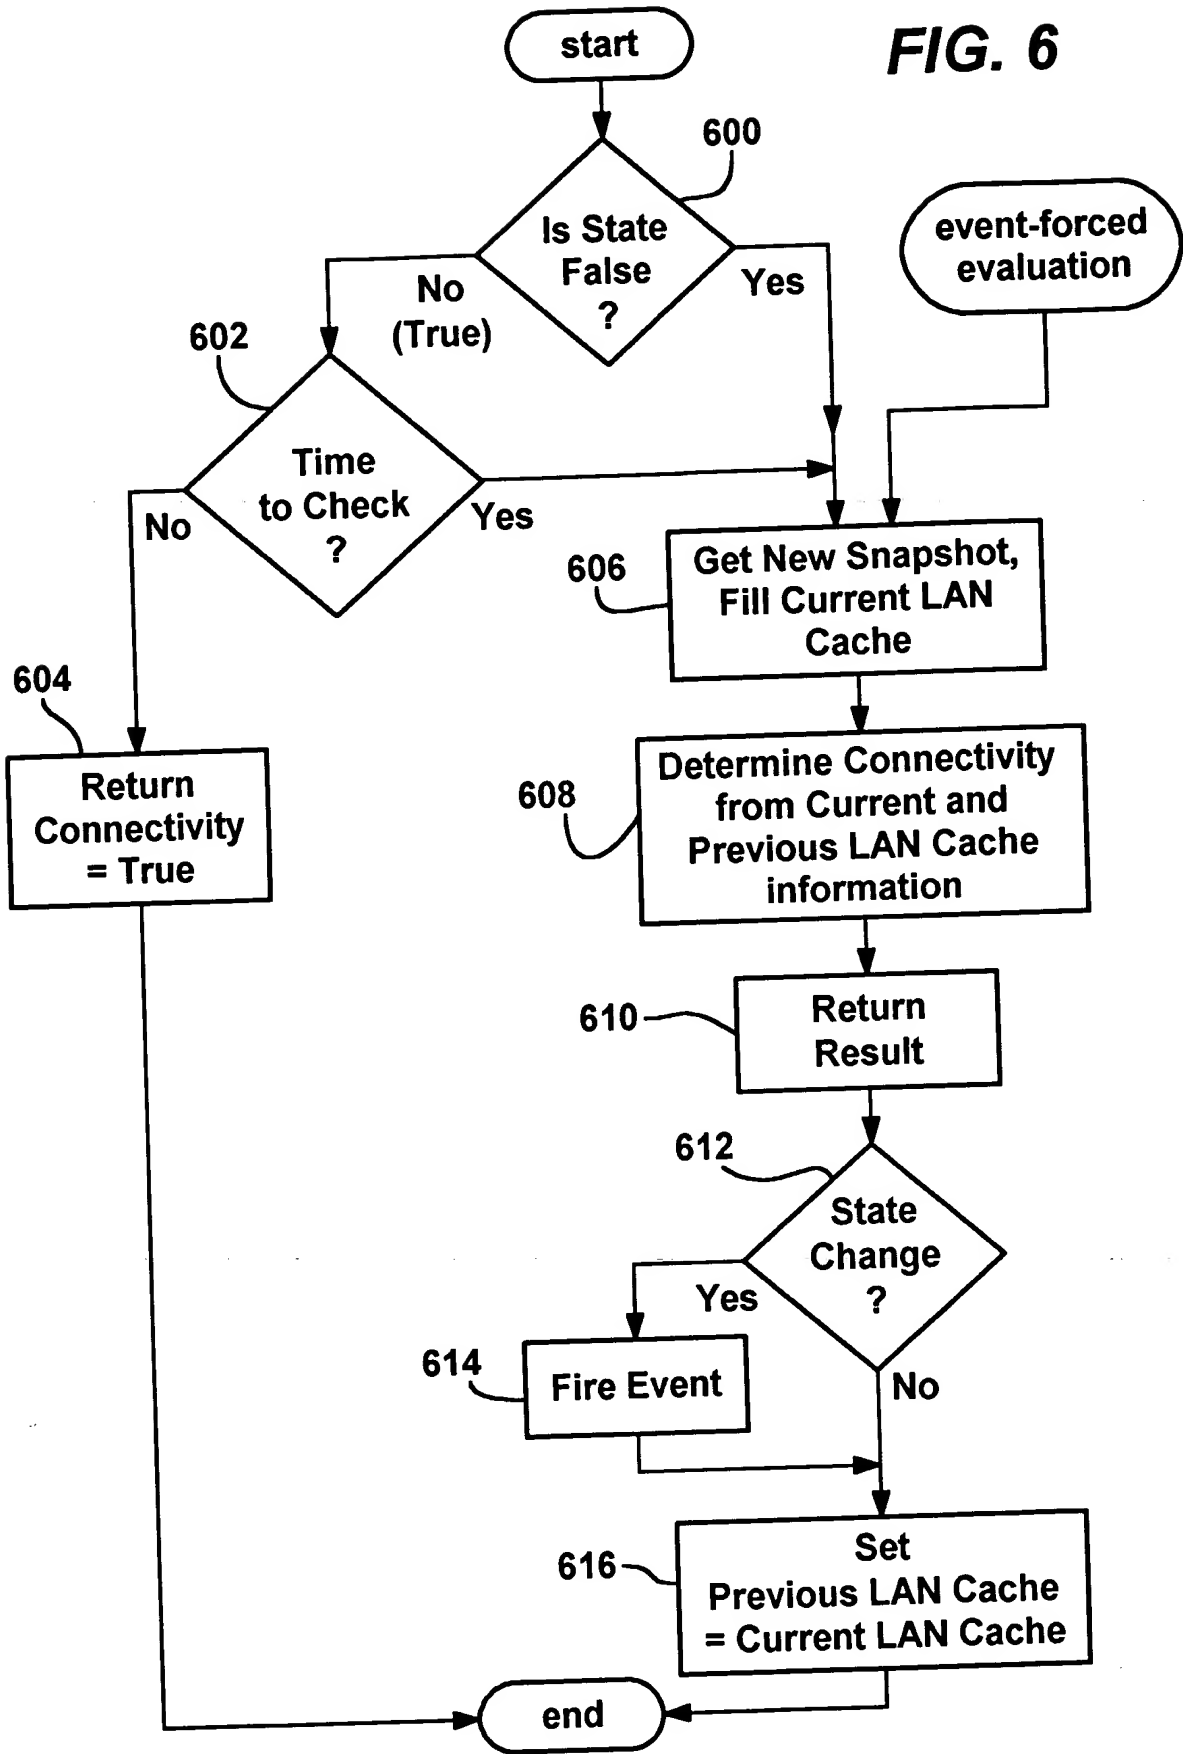 FIG. 6
start
600
Is State
False
?
No
(True)
Yes
event-forced
evaluation
602
Time
to Check
?
No
Yes
604
Return
Connectivity
= True
606
Get New Snapshot,
Fill Current LAN
Cache
608
Determine Connectivity
from Current and
Previous LAN Cache
information
610
Return
Result
612
State
Change
?
Yes
No
614
Fire Event
616
Set
Previous LAN Cache
= Current LAN Cache
end